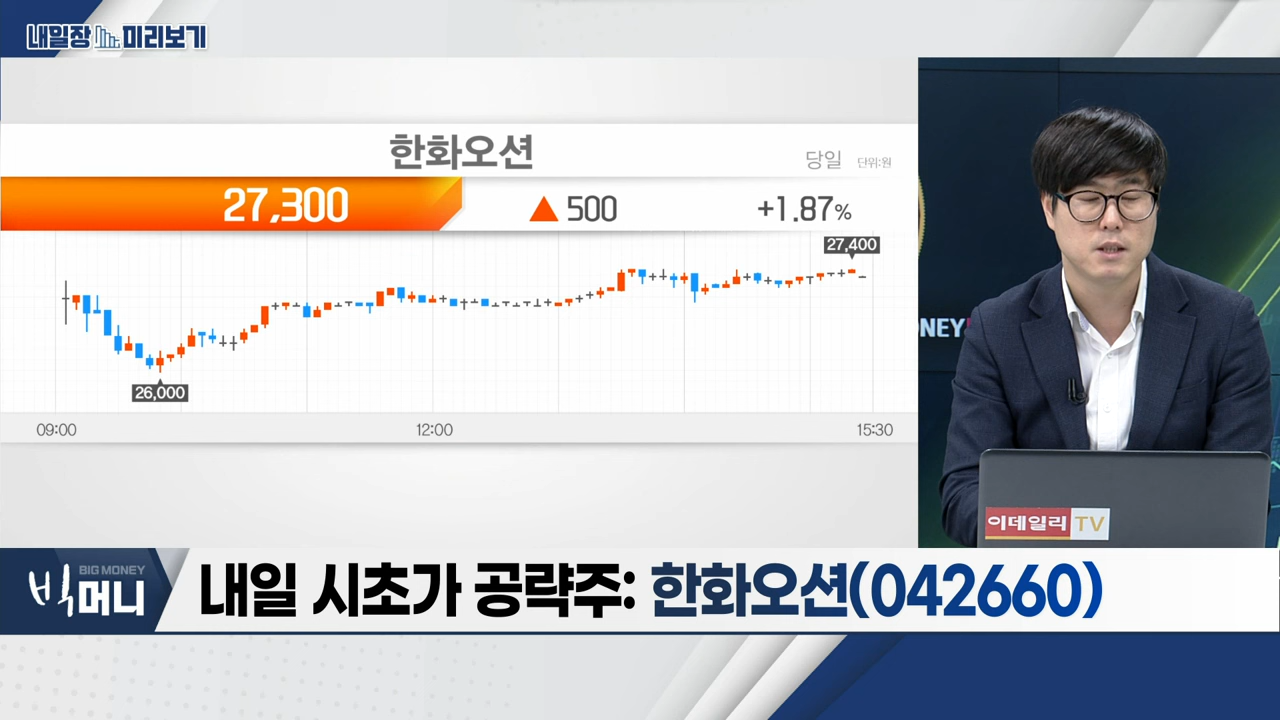 내일장 미리보기
한화오션
당일 단위:원
27,300 ▲ 500 +1.87%
27,400
26,000
09:00 12:00 15:30
NEY
이데일리 TV
BIG MONEY
빅머니
내일 시초가 공략주: 한화오션(042660)